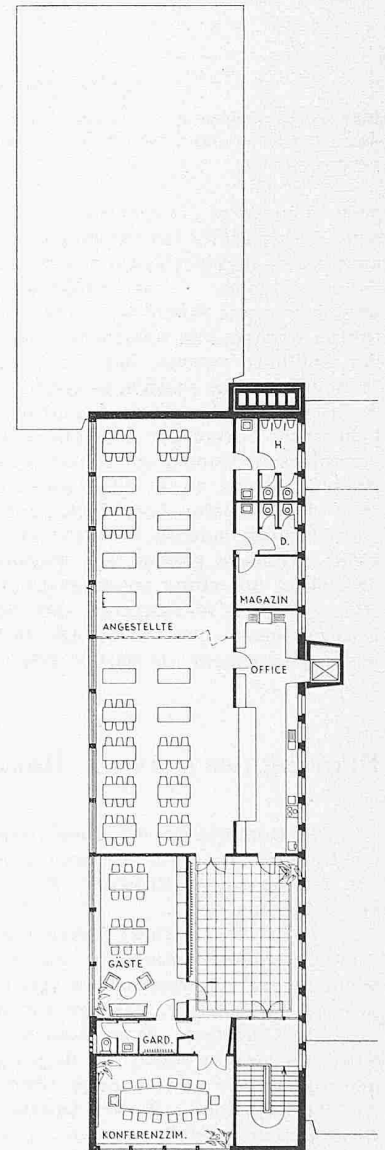 H.
D.
MAGAZIN
ANGESTELLTE
OFFICE
GÄSTE
GARD.
KONFERENZZIM.